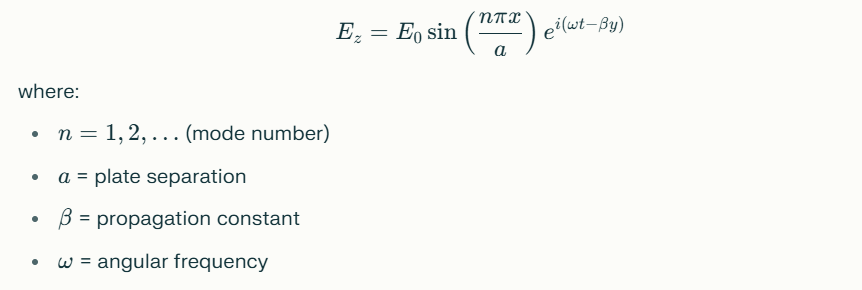 E_z = E_0 sin (nπx / a) e^{i(ωt−βy)}
where:
• n = 1, 2, … (mode number)
• a = plate separation
• β = propagation constant
• ω = angular frequency